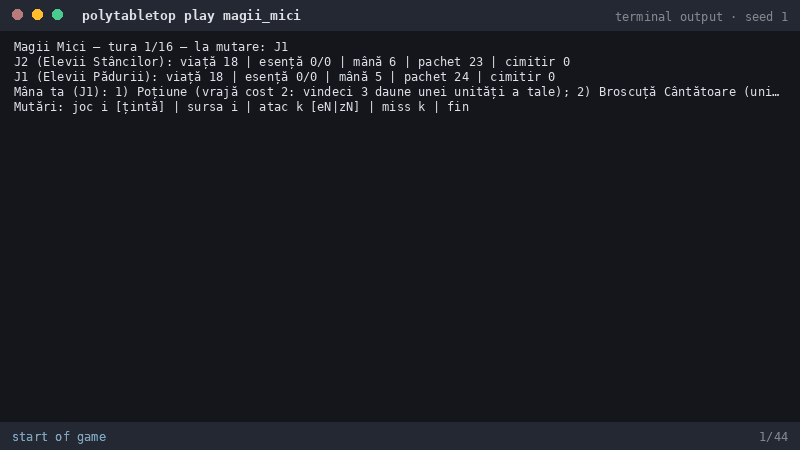 polytabletop play magii_mici
terminal output · seed 1
Magii Mici — tura 1/16 — la mutare: J1
J2 (Elevii Stâncilor): viață 18 | esență 0/0 | mână 6 | pachet 23 | cimitir 0
J1 (Elevii Pădurii): viață 18 | esență 0/0 | mână 5 | pachet 24 | cimitir 0
Mâna ta (J1): 1) Poțiune (vrajă cost 2: vindeci 3 daune unei unități a tale); 2) Broscuță Cântătoare (uni…
Mutări: joc i [țintă] | sursa i | atac k [eN|zN] | miss k | fin
start of game
1/44